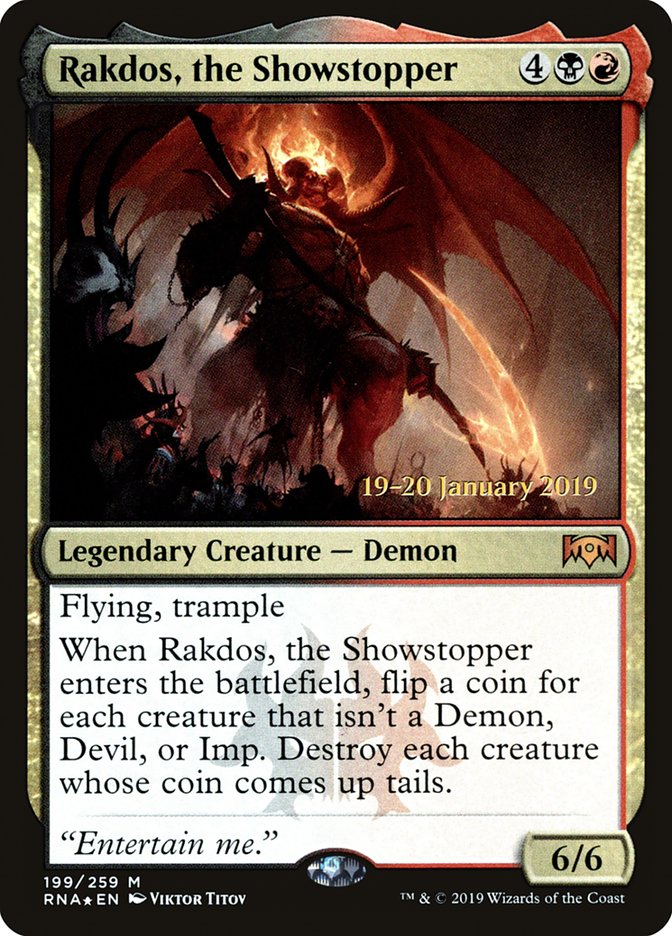 Rakdos, the Showstopper 4
19–20 January 2019
Legendary Creature — Demon
Flying, trample
When Rakdos, the Showstopper
enters the battlefield, flip a coin for
each creature that isn't a Demon,
Devil, or Imp. Destroy each creature
whose coin comes up tails.
“Entertain me.”
6/6
199/259 M
RNA★EN Viktor Titov
™ & © 2019 Wizards of the Coast